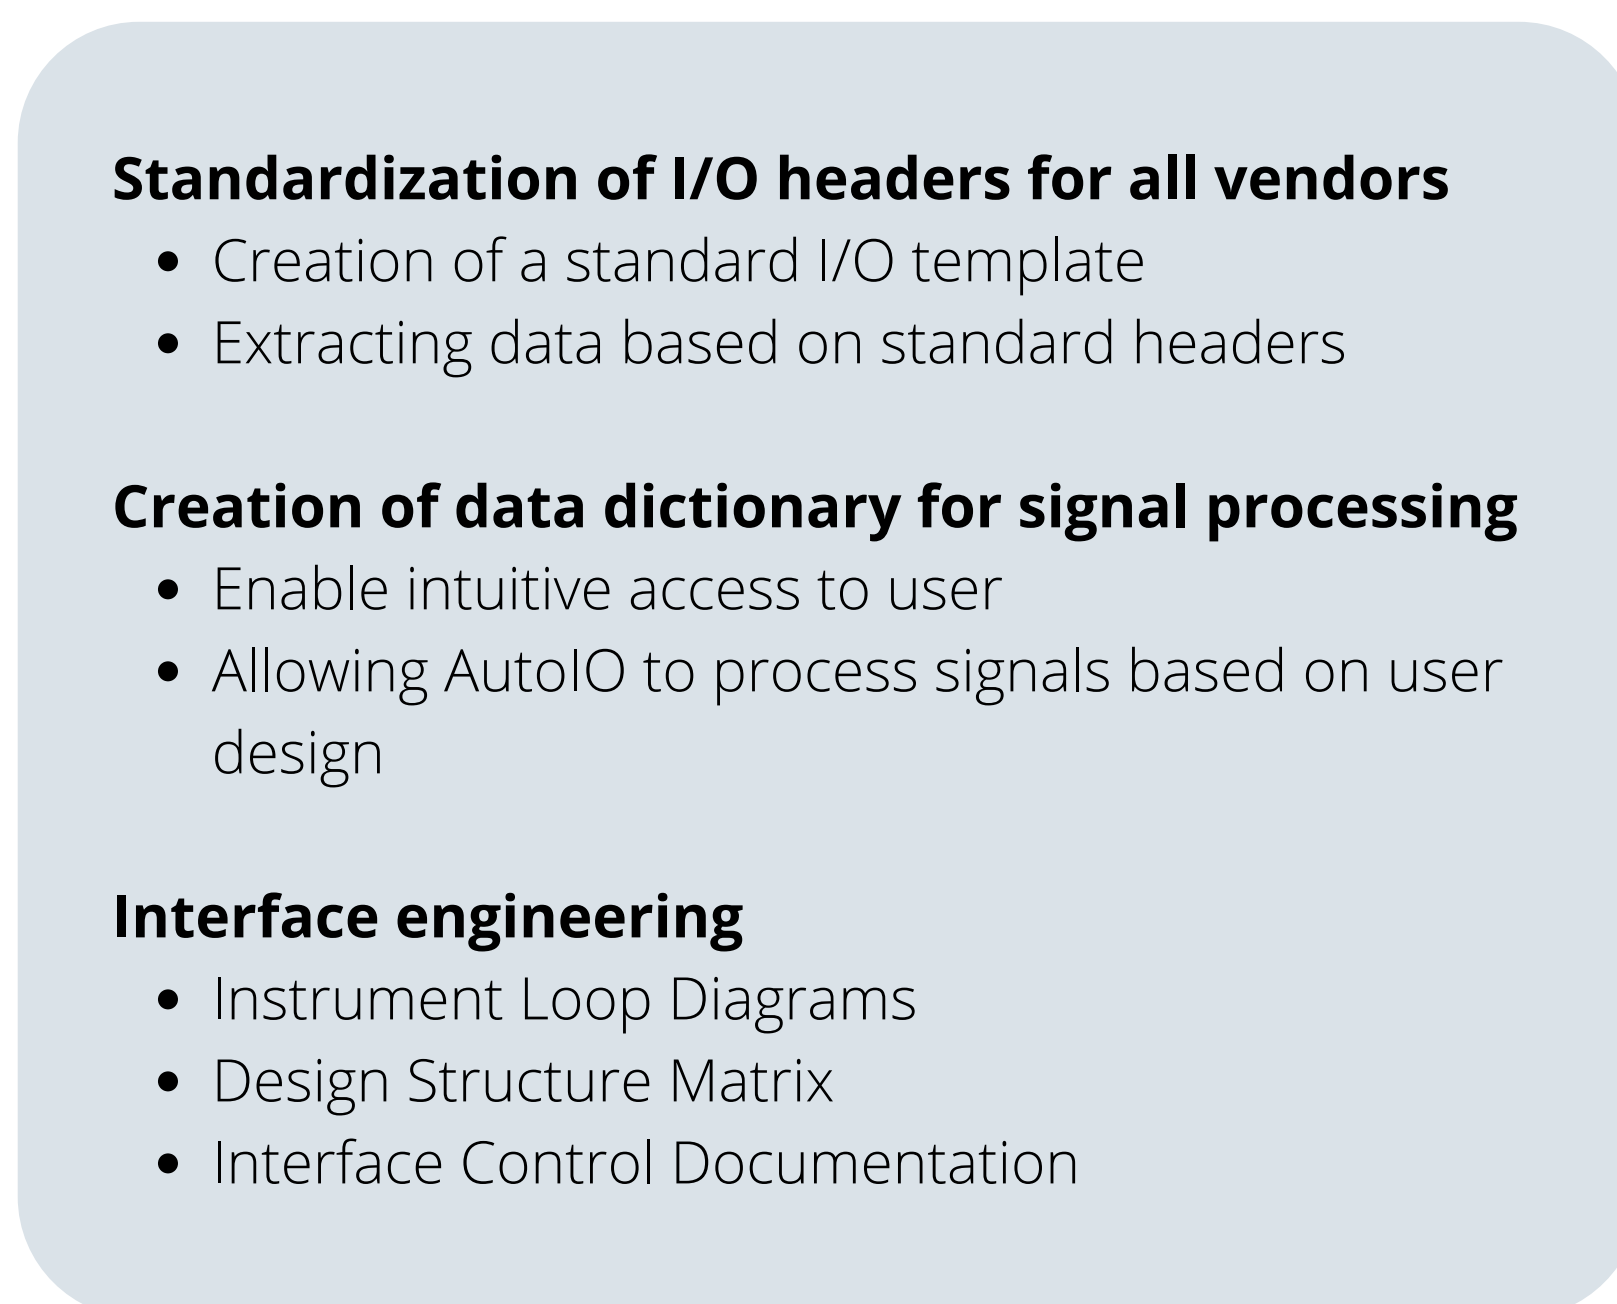 Standardization of I/O headers for all vendors
• Creation of a standard I/O template
• Extracting data based on standard headers
Creation of data dictionary for signal processing
• Enable intuitive access to user
• Allowing AutoIO to process signals based on user
design
Interface engineering
• Instrument Loop Diagrams
• Design Structure Matrix
• Interface Control Documentation